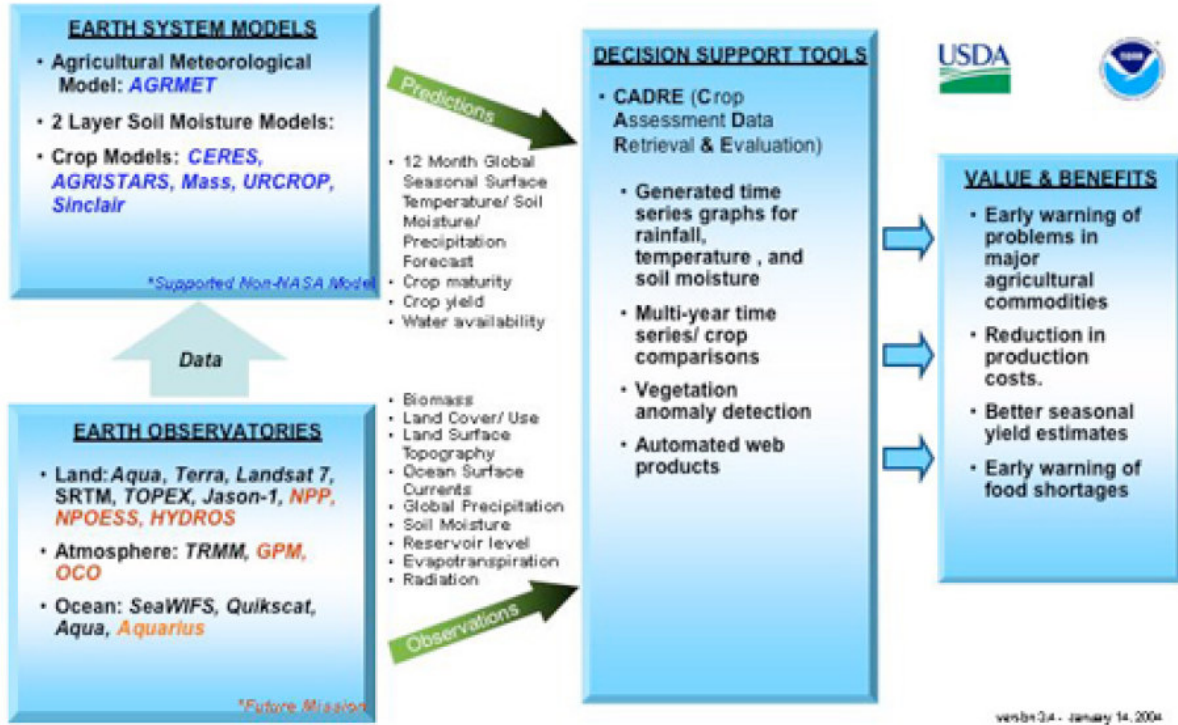 EARTH SYSTEM MODELS
• Agricultural Meteorological
Model: AGRMET
• 2 Layer Soil Moisture Models:
• Crop Models: CERES,
AGRISTARS, Mass, URCROP,
Sinclair
*Supported Non-NASA Model
Data
EARTH OBSERVATORIES
• Land: Aqua, Terra, Landsat 7,
SRTM, TOPEX, Jason-1, NPP,
NPOESS, HYDROS
• Atmosphere: TRMM, GPM,
OCO
• Ocean: SeaWIFS, Quikscat,
Aqua, Aquarius
*Future Mission
Predictions
• 12 Month Global
Seasonal Surface
Temperature/ Soil
Moisture/
Precipitation
Forecast
• Crop maturity
• Crop yield
• Water availability
• Biomass
• Land Cover/ Use
• Land Surface
Topography
• Ocean Surface
Currents
• Global Precipitation
• Soil Moisture
• Reservoir level
• Evapotranspiration
• Radiation
Observations
DECISION SUPPORT TOOLS
• CADRE (Crop
Assessment Data
Retrieval & Evaluation)
• Generated time
series graphs for
rainfall,
temperature , and
soil moisture
• Multi-year time
series/ crop
comparisons
• Vegetation
anomaly detection
• Automated web
products
USDA
VALUE & BENEFITS
• Early warning of
problems in
major
agricultural
commodities
• Reduction in
production
costs.
• Better seasonal
yield estimates
• Early warning of
food shortages
January 14, 2004